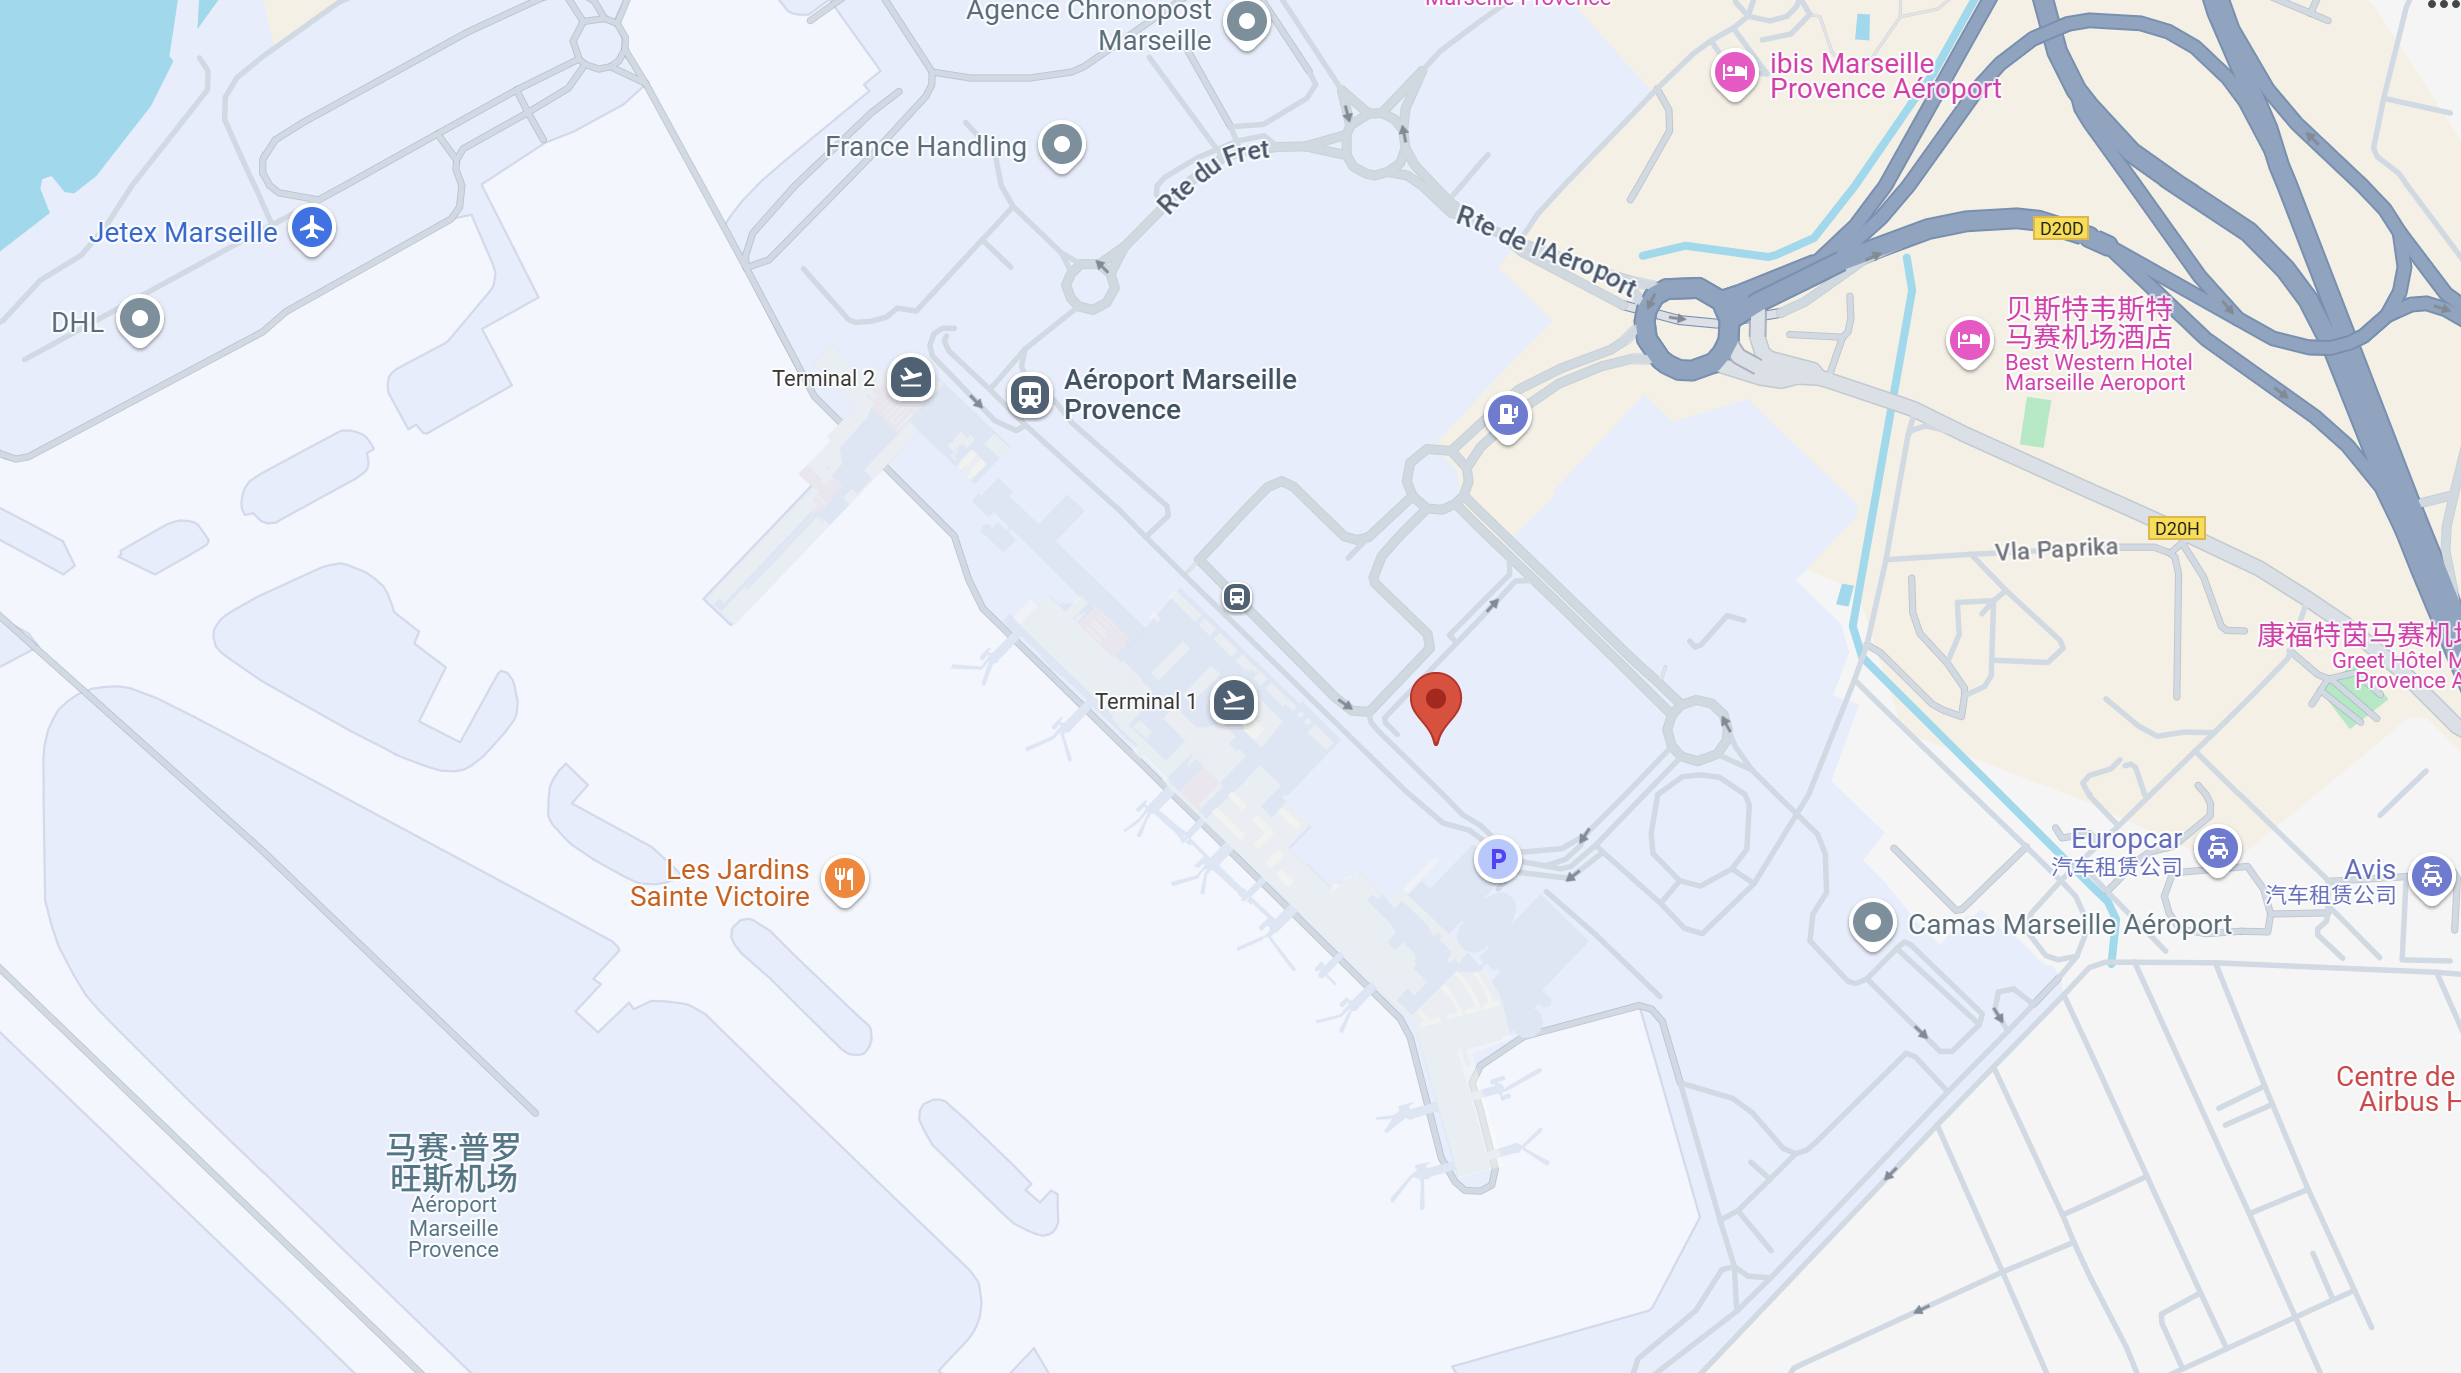 Marseille Provence
Agence Chronopost
Marseille
ibis Marseille
Provence Aéroport
France Handling
Rte du Fret
Rte de l'Aéroport
Jetex Marseille
D20D
DHL
贝斯特韦斯特
马赛机场酒店
Best Western Hotel
Marseille Aeroport
Terminal 2
Aéroport Marseille
Provence
D20H
Vla Paprika
康福特茵马赛机场
Greet Hôtel M
Provence A
Terminal 1
Europcar
汽车租赁公司
P
Les Jardins
Sainte Victoire
Avis
汽车租赁公司
Camas Marseille Aéroport
Centre de
Airbus H
马赛·普罗
旺斯机场
Aéroport
Marseille
Provence